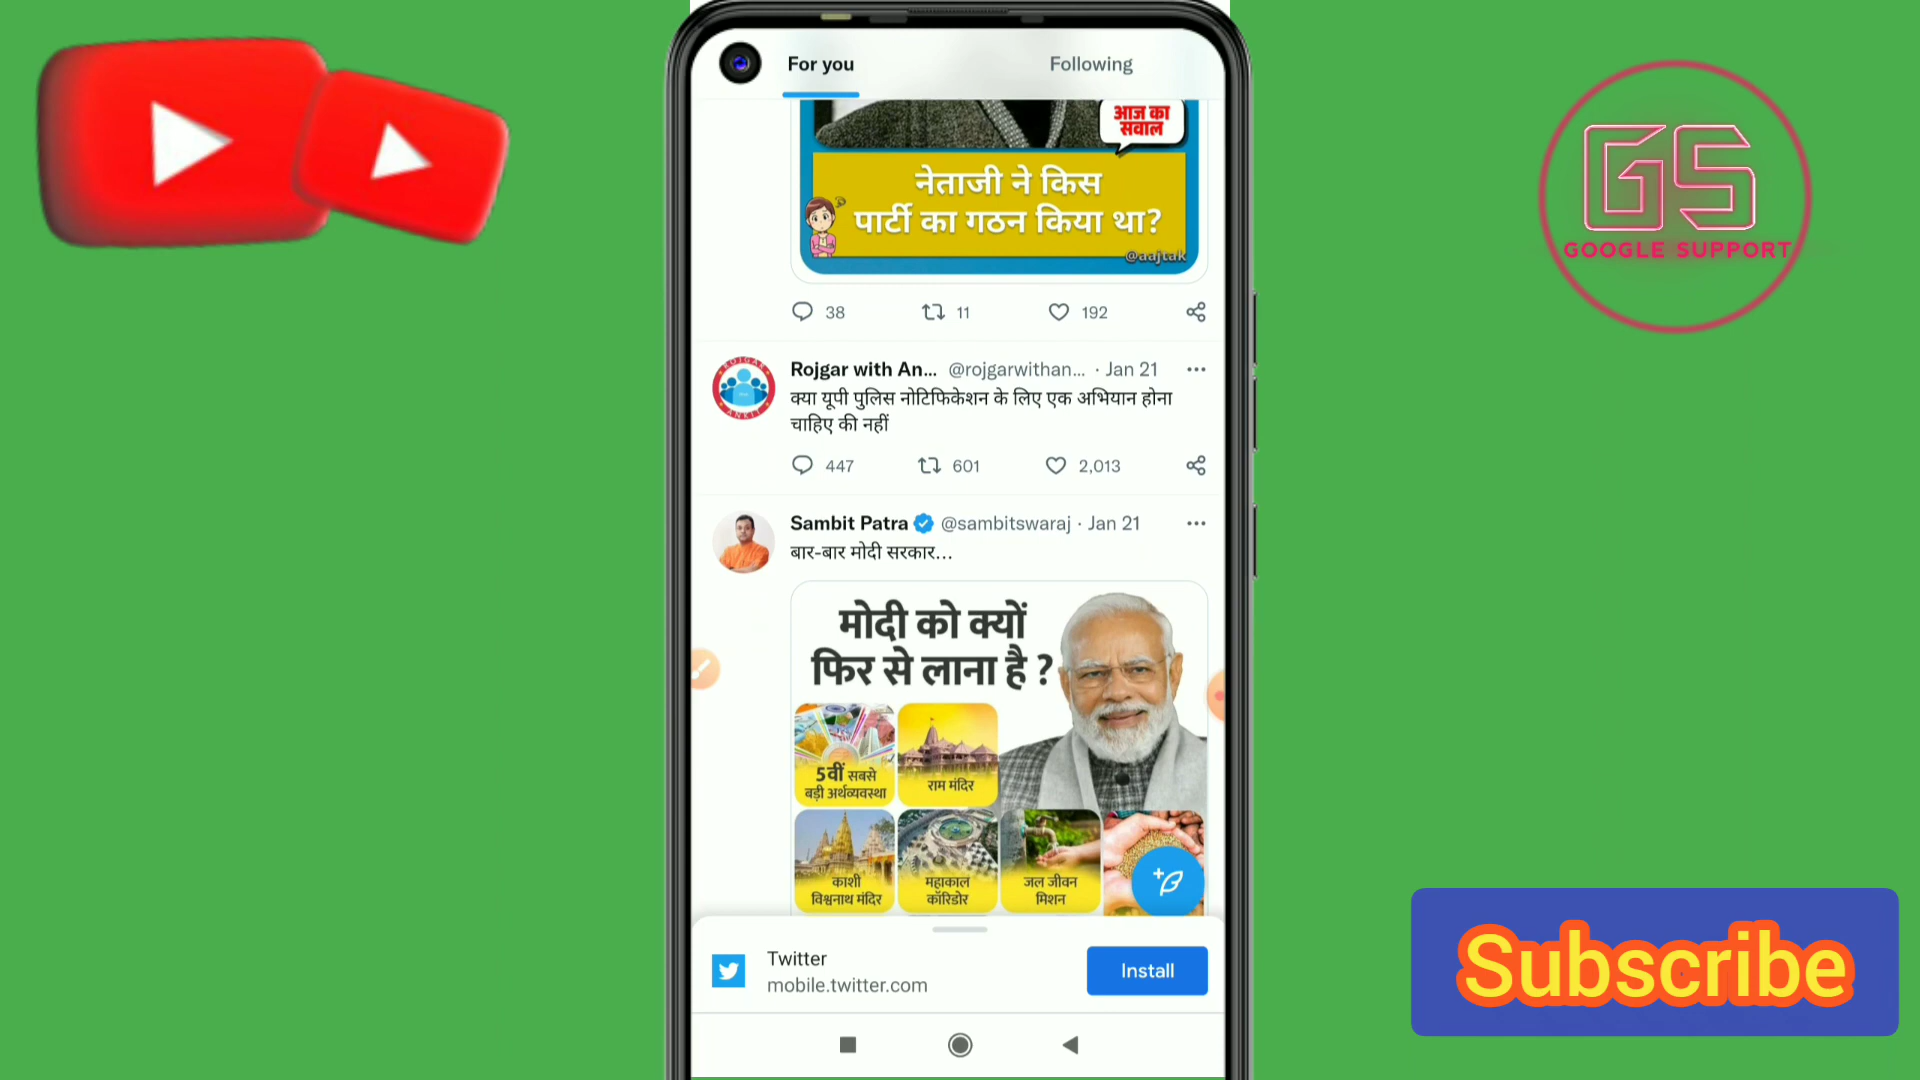 For you
Following
आज का
सवाल
नेताजी ने किस
पार्टी का गठन किया था?
@aajtak
38
11
192
Rojgar with An... @rojgarwithan... · Jan 21
क्या यूपी पुलिस नोटिफिकेशन के लिए एक अभियान होना
चाहिए की नहीं
447
601
2,013
Sambit Patra @sambitswaraj · Jan 21
बार-बार मोदी सरकार...
मोदी को क्यों
फिर से लाना है ?
5वीं सबसे
बड़ी अर्थव्यवस्था
राम मंदिर
काशी
विश्वनाथ मंदिर
महाकाल
कॉरिडोर
जल जीवन
मिशन
Twitter
mobile.twitter.com
Install
GS
GOOGLE SUPPORT
Subscribe